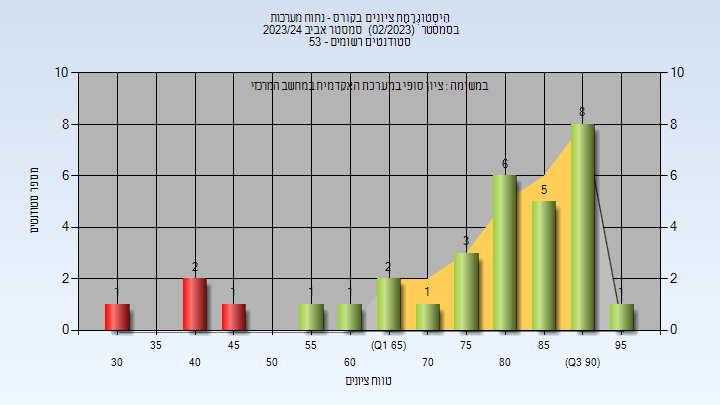 היסטוגרמת ציונים בקורס - נתוח מערכות
בסמסטר (02/2023) סמסטר אביב 2023/24
סטודנטים רשומים - 53
במשימה : ציון סופי במערכת האקדמית במחשב המרכזי
מספר סטודנטים
10 10
8 8
6 6
4 4
2 2
0 0
1 2 1 1 1 2 1 3 6 5 8 1
35 45 55 (Q1 65) 75 85 95
30 40 50 60 70 80 (Q3 90)
טווח ציונים